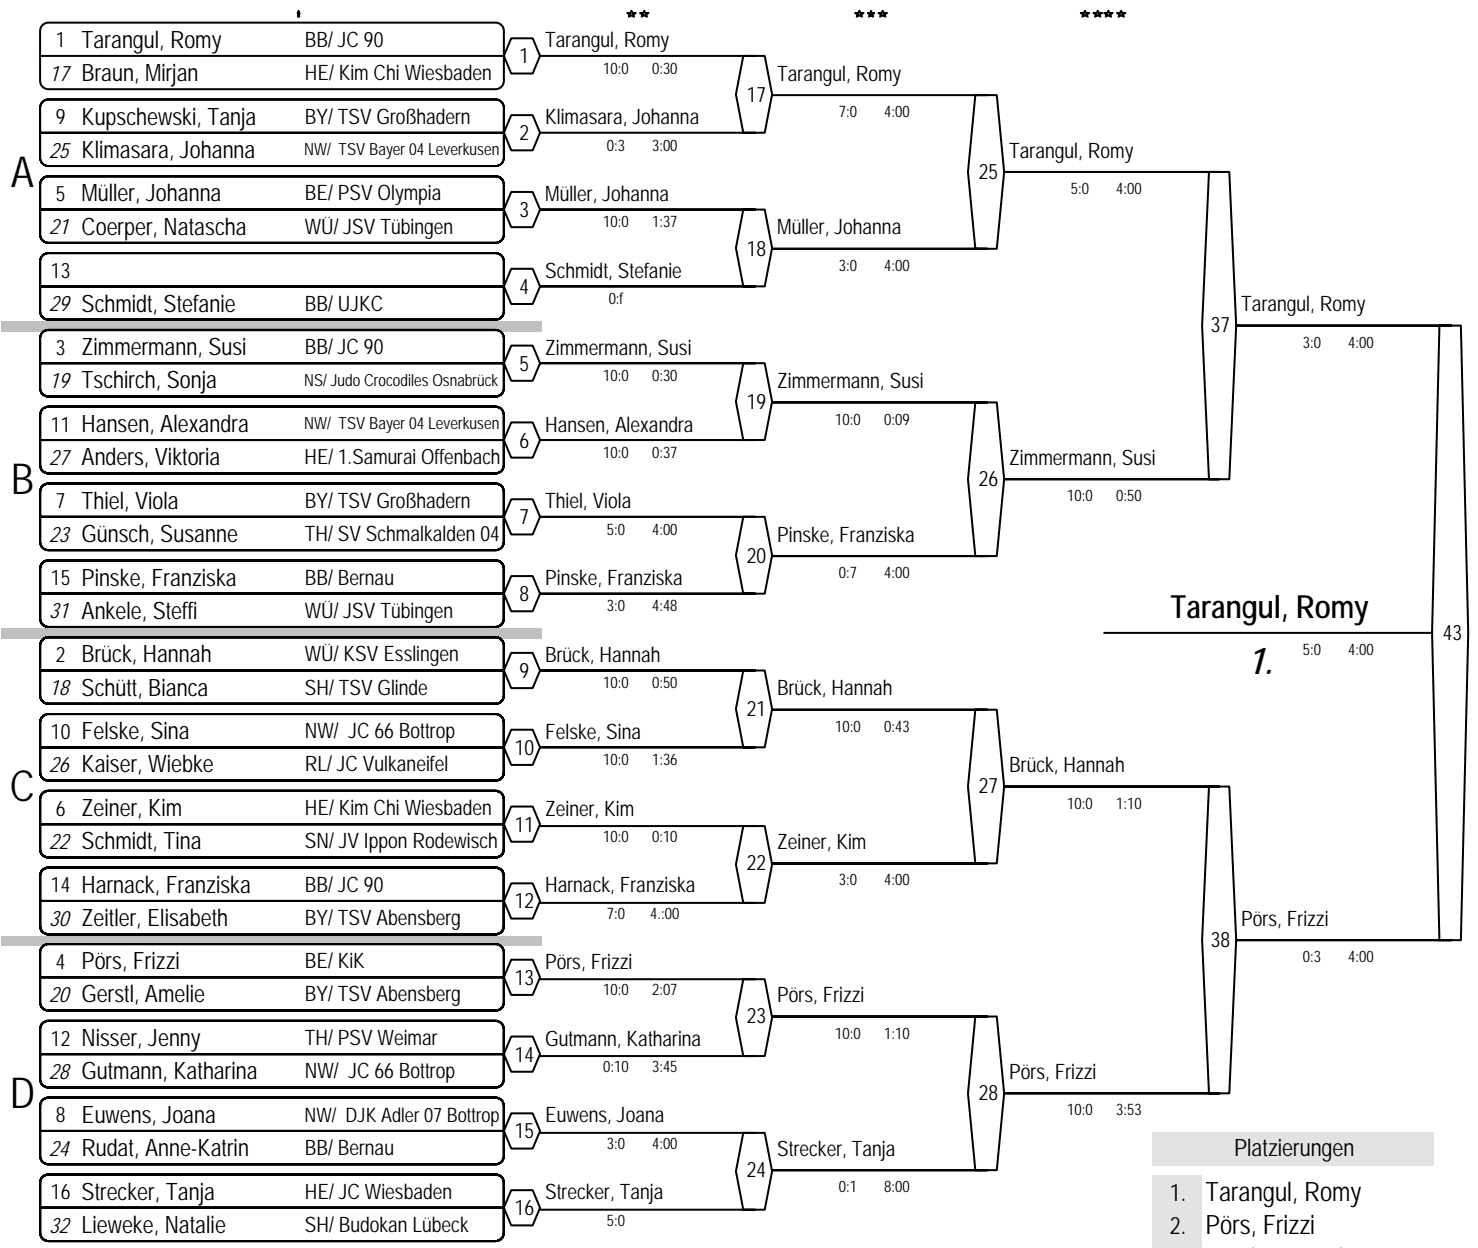 * ** *** ****
A
1 Tarangul, Romy BB/ JC 90
17 Braun, Mirjan HE/ Kim Chi Wiesbaden
9 Kupschewski, Tanja BY/ TSV Großhadern
25 Klimasara, Johanna NW/ TSV Bayer 04 Leverkusen
5 Müller, Johanna BE/ PSV Olympia
21 Coerper, Natascha WÜ/ JSV Tübingen
13
29 Schmidt, Stefanie BB/ UJKC
B
3 Zimmermann, Susi BB/ JC 90
19 Tschirch, Sonja NS/ Judo Crocodiles Osnabrück
11 Hansen, Alexandra NW/ TSV Bayer 04 Leverkusen
27 Anders, Viktoria HE/ 1.Samurai Offenbach
7 Thiel, Viola BY/ TSV Großhadern
23 Günsch, Susanne TH/ SV Schmalkalden 04
15 Pinske, Franziska BB/ Bernau
31 Ankele, Steffi WÜ/ JSV Tübingen
C
2 Brück, Hannah WÜ/ KSV Esslingen
18 Schütt, Bianca SH/ TSV Glinde
10 Felske, Sina NW/ JC 66 Bottrop
26 Kaiser, Wiebke RL/ JC Vulkaneifel
6 Zeiner, Kim HE/ Kim Chi Wiesbaden
22 Schmidt, Tina SN/ JV Ippon Rodewisch
14 Harnack, Franziska BB/ JC 90
30 Zeitler, Elisabeth BY/ TSV Abensberg
D
4 Pörs, Frizzi BE/ KiK
20 Gerstl, Amelie BY/ TSV Abensberg
12 Nisser, Jenny TH/ PSV Weimar
28 Gutmann, Katharina NW/ JC 66 Bottrop
8 Euwens, Joana NW/ DJK Adler 07 Bottrop
24 Rudat, Anne-Katrin BB/ Bernau
16 Strecker, Tanja HE/ JC Wiesbaden
32 Lieweke, Natalie SH/ Budokan Lübeck
1 Tarangul, Romy
10:0 0:30
2 Klimasara, Johanna
0:3 3:00
3 Müller, Johanna
10:0 1:37
4 Schmidt, Stefanie
0:f
5 Zimmermann, Susi
10:0 0:30
6 Hansen, Alexandra
10:0 0:37
7 Thiel, Viola
5:0 4:00
8 Pinske, Franziska
3:0 4:48
9 Brück, Hannah
10:0 0:50
10 Felske, Sina
10:0 1:36
11 Zeiner, Kim
10:0 0:10
12 Harnack, Franziska
7:0 4.:00
13 Pörs, Frizzi
10:0 2:07
14 Gutmann, Katharina
0:10 3:45
15 Euwens, Joana
3:0 4:00
16 Strecker, Tanja
5:0
17 Tarangul, Romy
7:0 4:00
18 Müller, Johanna
3:0 4:00
19 Zimmermann, Susi
10:0 0:09
20 Pinske, Franziska
0:7 4:00
21 Brück, Hannah
10:0 0:43
22 Zeiner, Kim
3:0 4:00
23 Pörs, Frizzi
10:0 1:10
24 Strecker, Tanja
0:1 8:00
25 Tarangul, Romy
5:0 4:00
26 Zimmermann, Susi
10:0 0:50
27 Brück, Hannah
10:0 1:10
28 Pörs, Frizzi
10:0 3:53
37 Tarangul, Romy
3:0 4:00
38 Pörs, Frizzi
0:3 4:00
Tarangul, Romy 43
1. 5:0 4:00
Platzierungen
1. Tarangul, Romy
2. Pörs, Frizzi